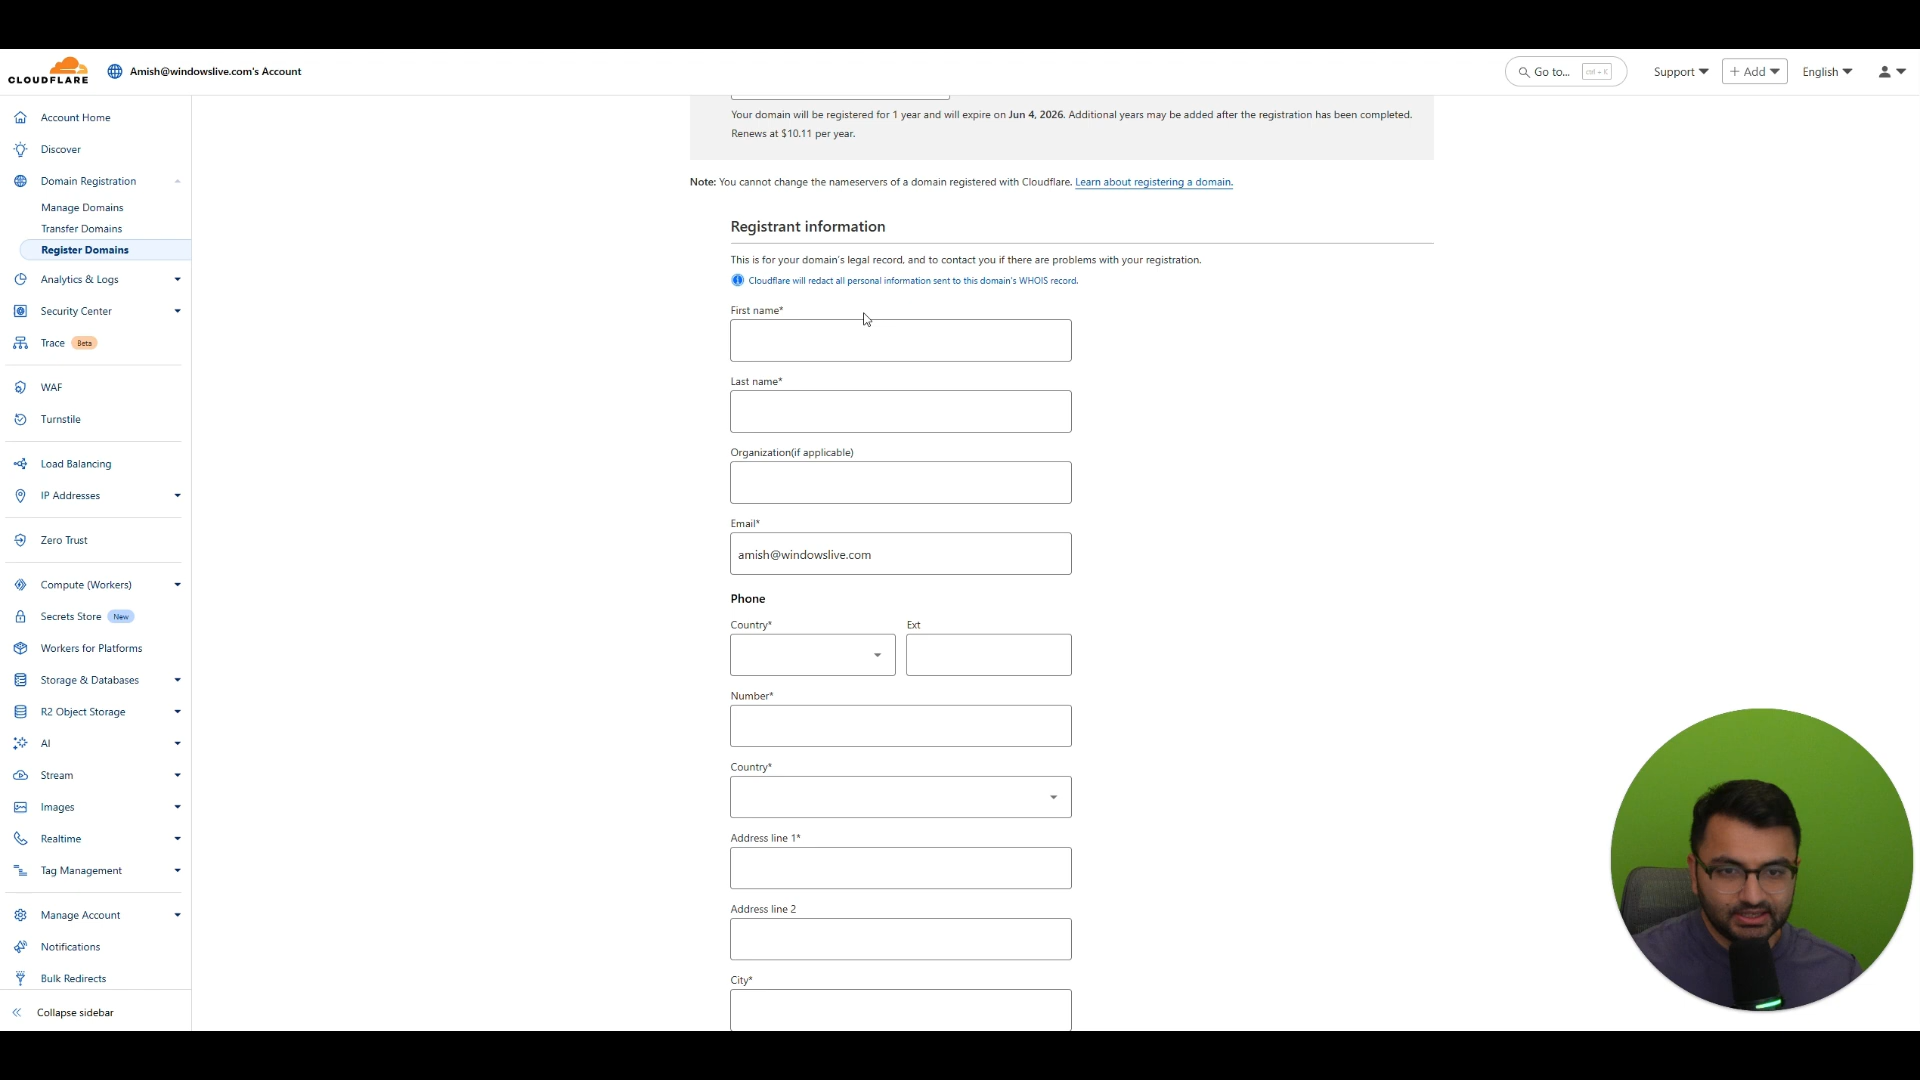 CLOUDFLARE
Amish@windowslive.com's Account
Go to...
ctrl + K
Support
+ Add
English
Account Home
Discover
Domain Registration
Manage Domains
Transfer Domains
Register Domains
Analytics & Logs
Security Center
Trace Beta
WAF
Turnstile
Load Balancing
IP Addresses
Zero Trust
Compute (Workers)
Secrets Store New
Workers for Platforms
Storage & Databases
R2 Object Storage
AI
Stream
Images
Realtime
Tag Management
Manage Account
Notifications
Bulk Redirects
Collapse sidebar
Your domain will be registered for 1 year and will expire on Jun 4, 2026. Additional years may be added after the registration has been completed.
Renews at $10.11 per year.
Note: You cannot change the nameservers of a domain registered with Cloudflare. Learn about registering a domain.
Registrant information
This is for your domain's legal record, and to contact you if there are problems with your registration.
Cloudflare will redact all personal information sent to this domain's WHOIS record.
First name*
Last name*
Organization(if applicable)
Email*
amish@windowslive.com
Phone
Country*
Ext
Number*
Country*
Address line 1*
Address line 2
City*